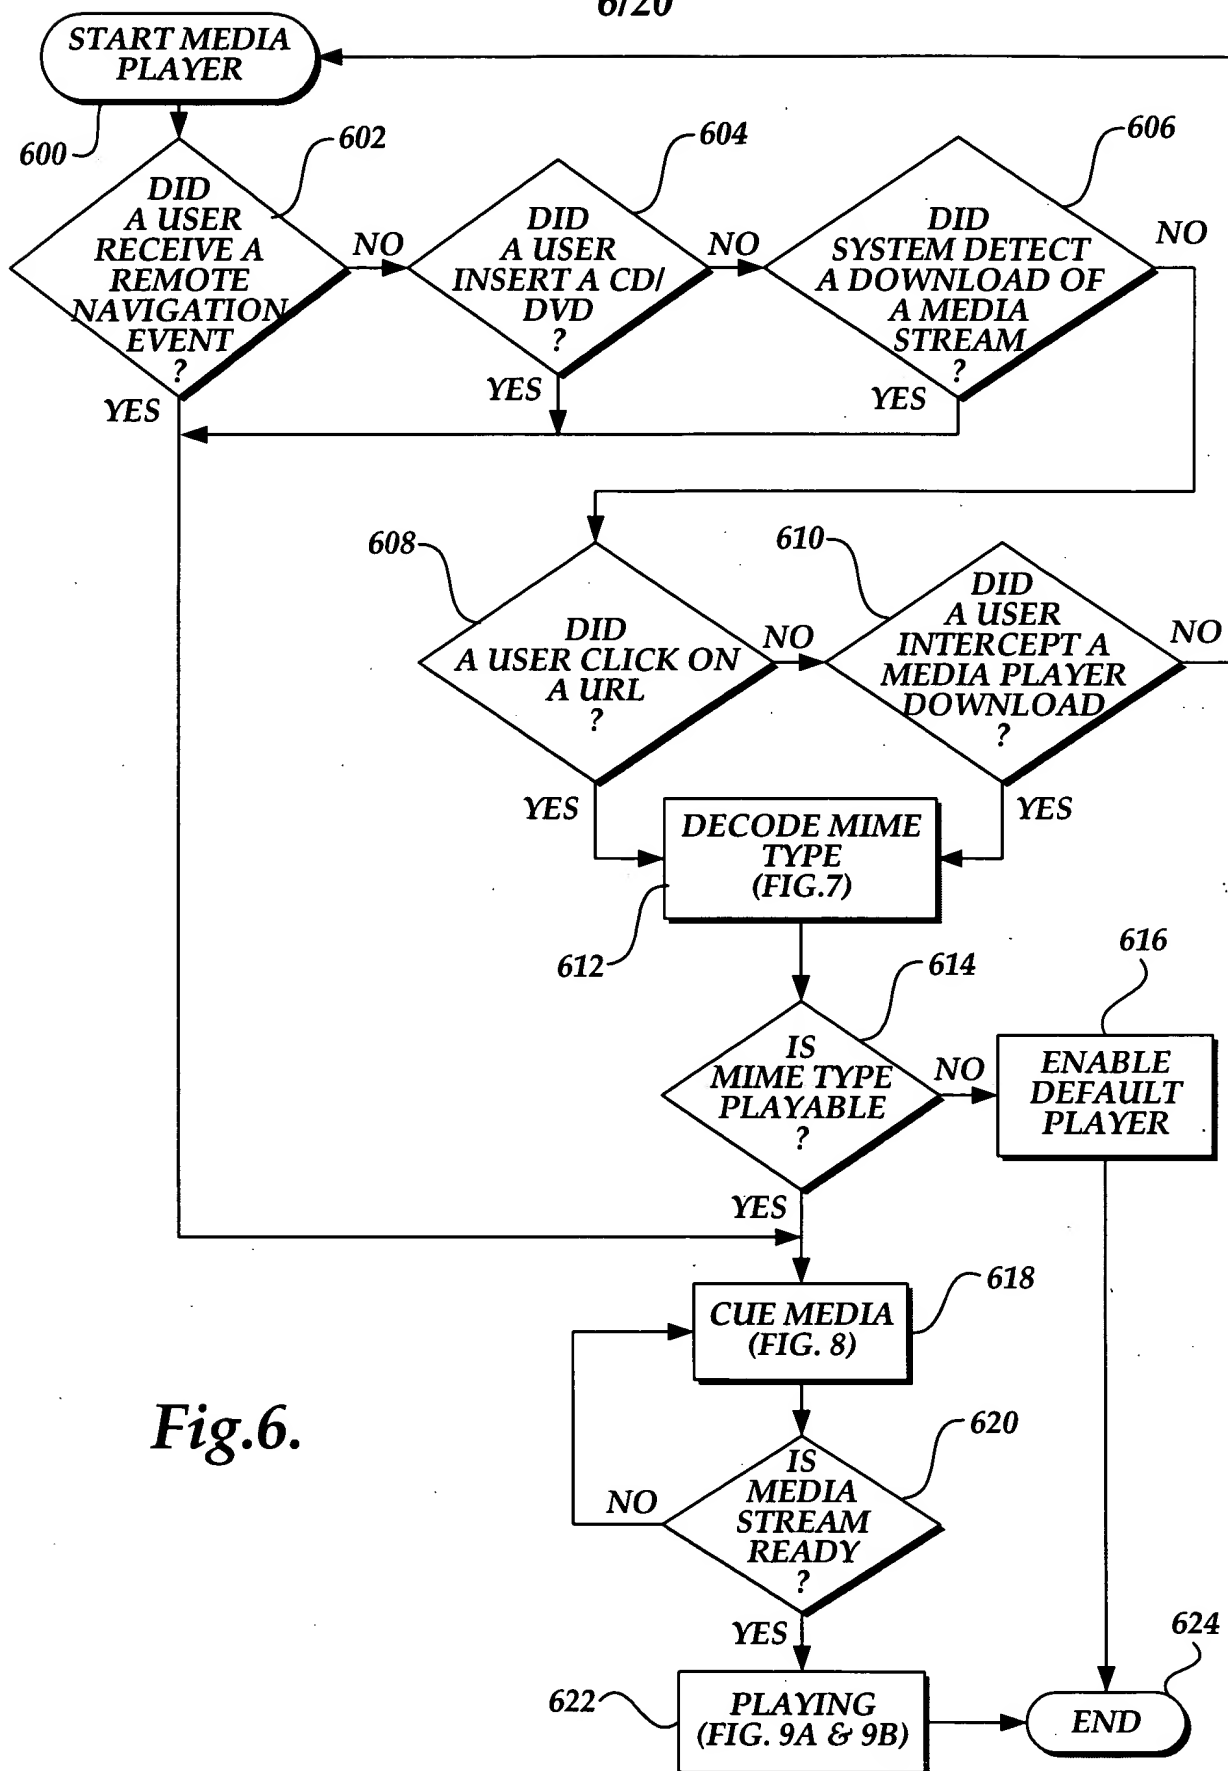 6/20
START MEDIA
PLAYER
600
602
604
606
DID
A USER
RECEIVE A
REMOTE
NAVIGATION
EVENT
?
NO
DID
A USER
INSERT A CD/
DVD
?
NO
DID
SYSTEM DETECT
A DOWNLOAD OF
A MEDIA
STREAM
?
NO
YES
YES
YES
608
610
DID
A USER CLICK ON
A URL
?
NO
DID
A USER
INTERCEPT A
MEDIA PLAYER
DOWNLOAD
?
NO
YES
YES
DECODE MIME
TYPE
(FIG.7)
612
614
616
IS
MIME TYPE
PLAYABLE
?
NO
ENABLE
DEFAULT
PLAYER
YES
618
CUE MEDIA
(FIG. 8)
Fig.6.
620
IS
MEDIA
STREAM
READY
?
NO
YES
622
PLAYING
(FIG. 9A & 9B)
624
END